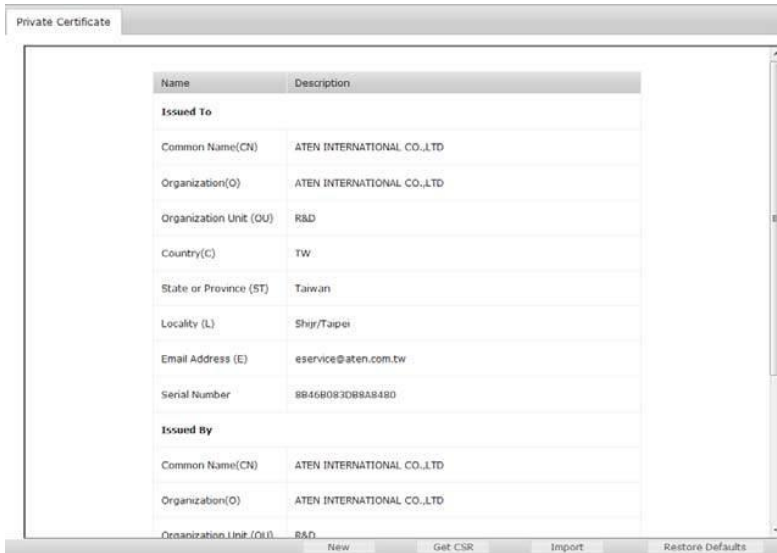 Private Certificate
Name Description
Issued To
Common Name(CN) ATEN INTERNATIONAL CO.,LTD
Organization(O) ATEN INTERNATIONAL CO.,LTD
Organization Unit (OU) R&D
Country(C) TW
State or Province (ST) Taiwan
Locality (L) Shijr/Taipei
Email Address (E) eservice@aten.com.tw
Serial Number 8B46B083DB8A8480
Issued By
Common Name(CN) ATEN INTERNATIONAL CO.,LTD
Organization(O) ATEN INTERNATIONAL CO.,LTD
Organization Unit (OU) R&D
New Get CSR Import Restore Defaults